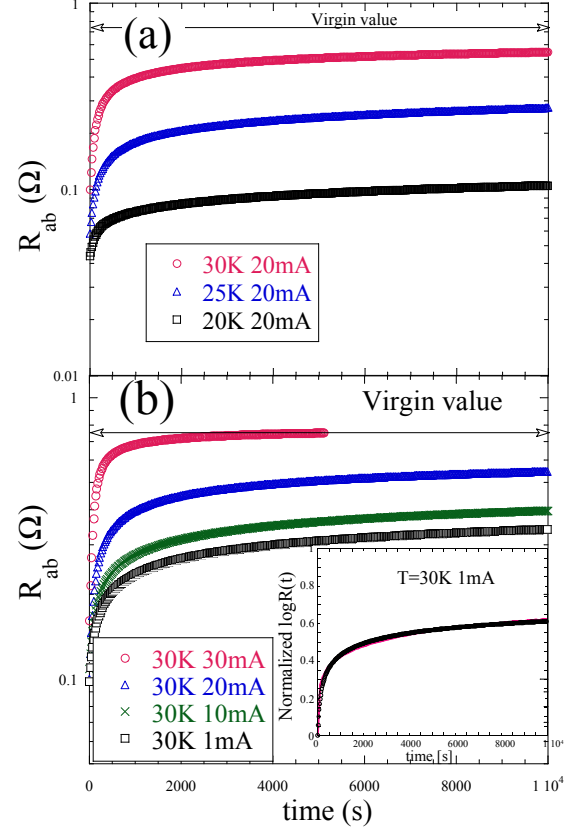 1
Virgin value
(a)
R_ab (Ω)
0.1
30K 20mA
25K 20mA
20K 20mA
0.01
1
(b)
Virgin value
R_ab (Ω)
0.1
30K 30mA
30K 20mA
30K 10mA
30K 1mA
Normalized logR(t)
1
0.8
0.6
0.4
0.2
0
T=30K 1mA
0 2000 4000 6000 8000 1 10⁴
time [s]
0 2000 4000 6000 8000 1 10⁴
time (s)